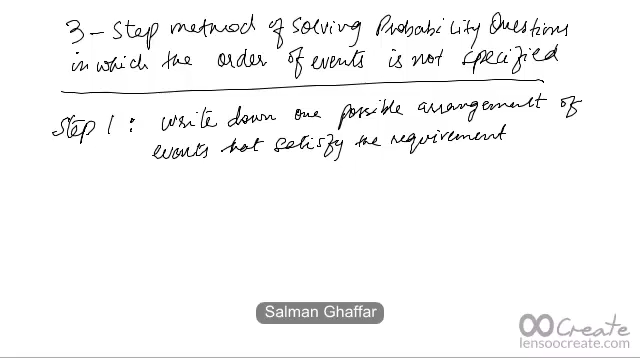 3-Step method of Solving Probability Questions
in which the order of events is not specified
Step 1: write down one possible arrangement of
events that satisfy the requirement
Salman Ghaffar
Create
lensoocreate.com